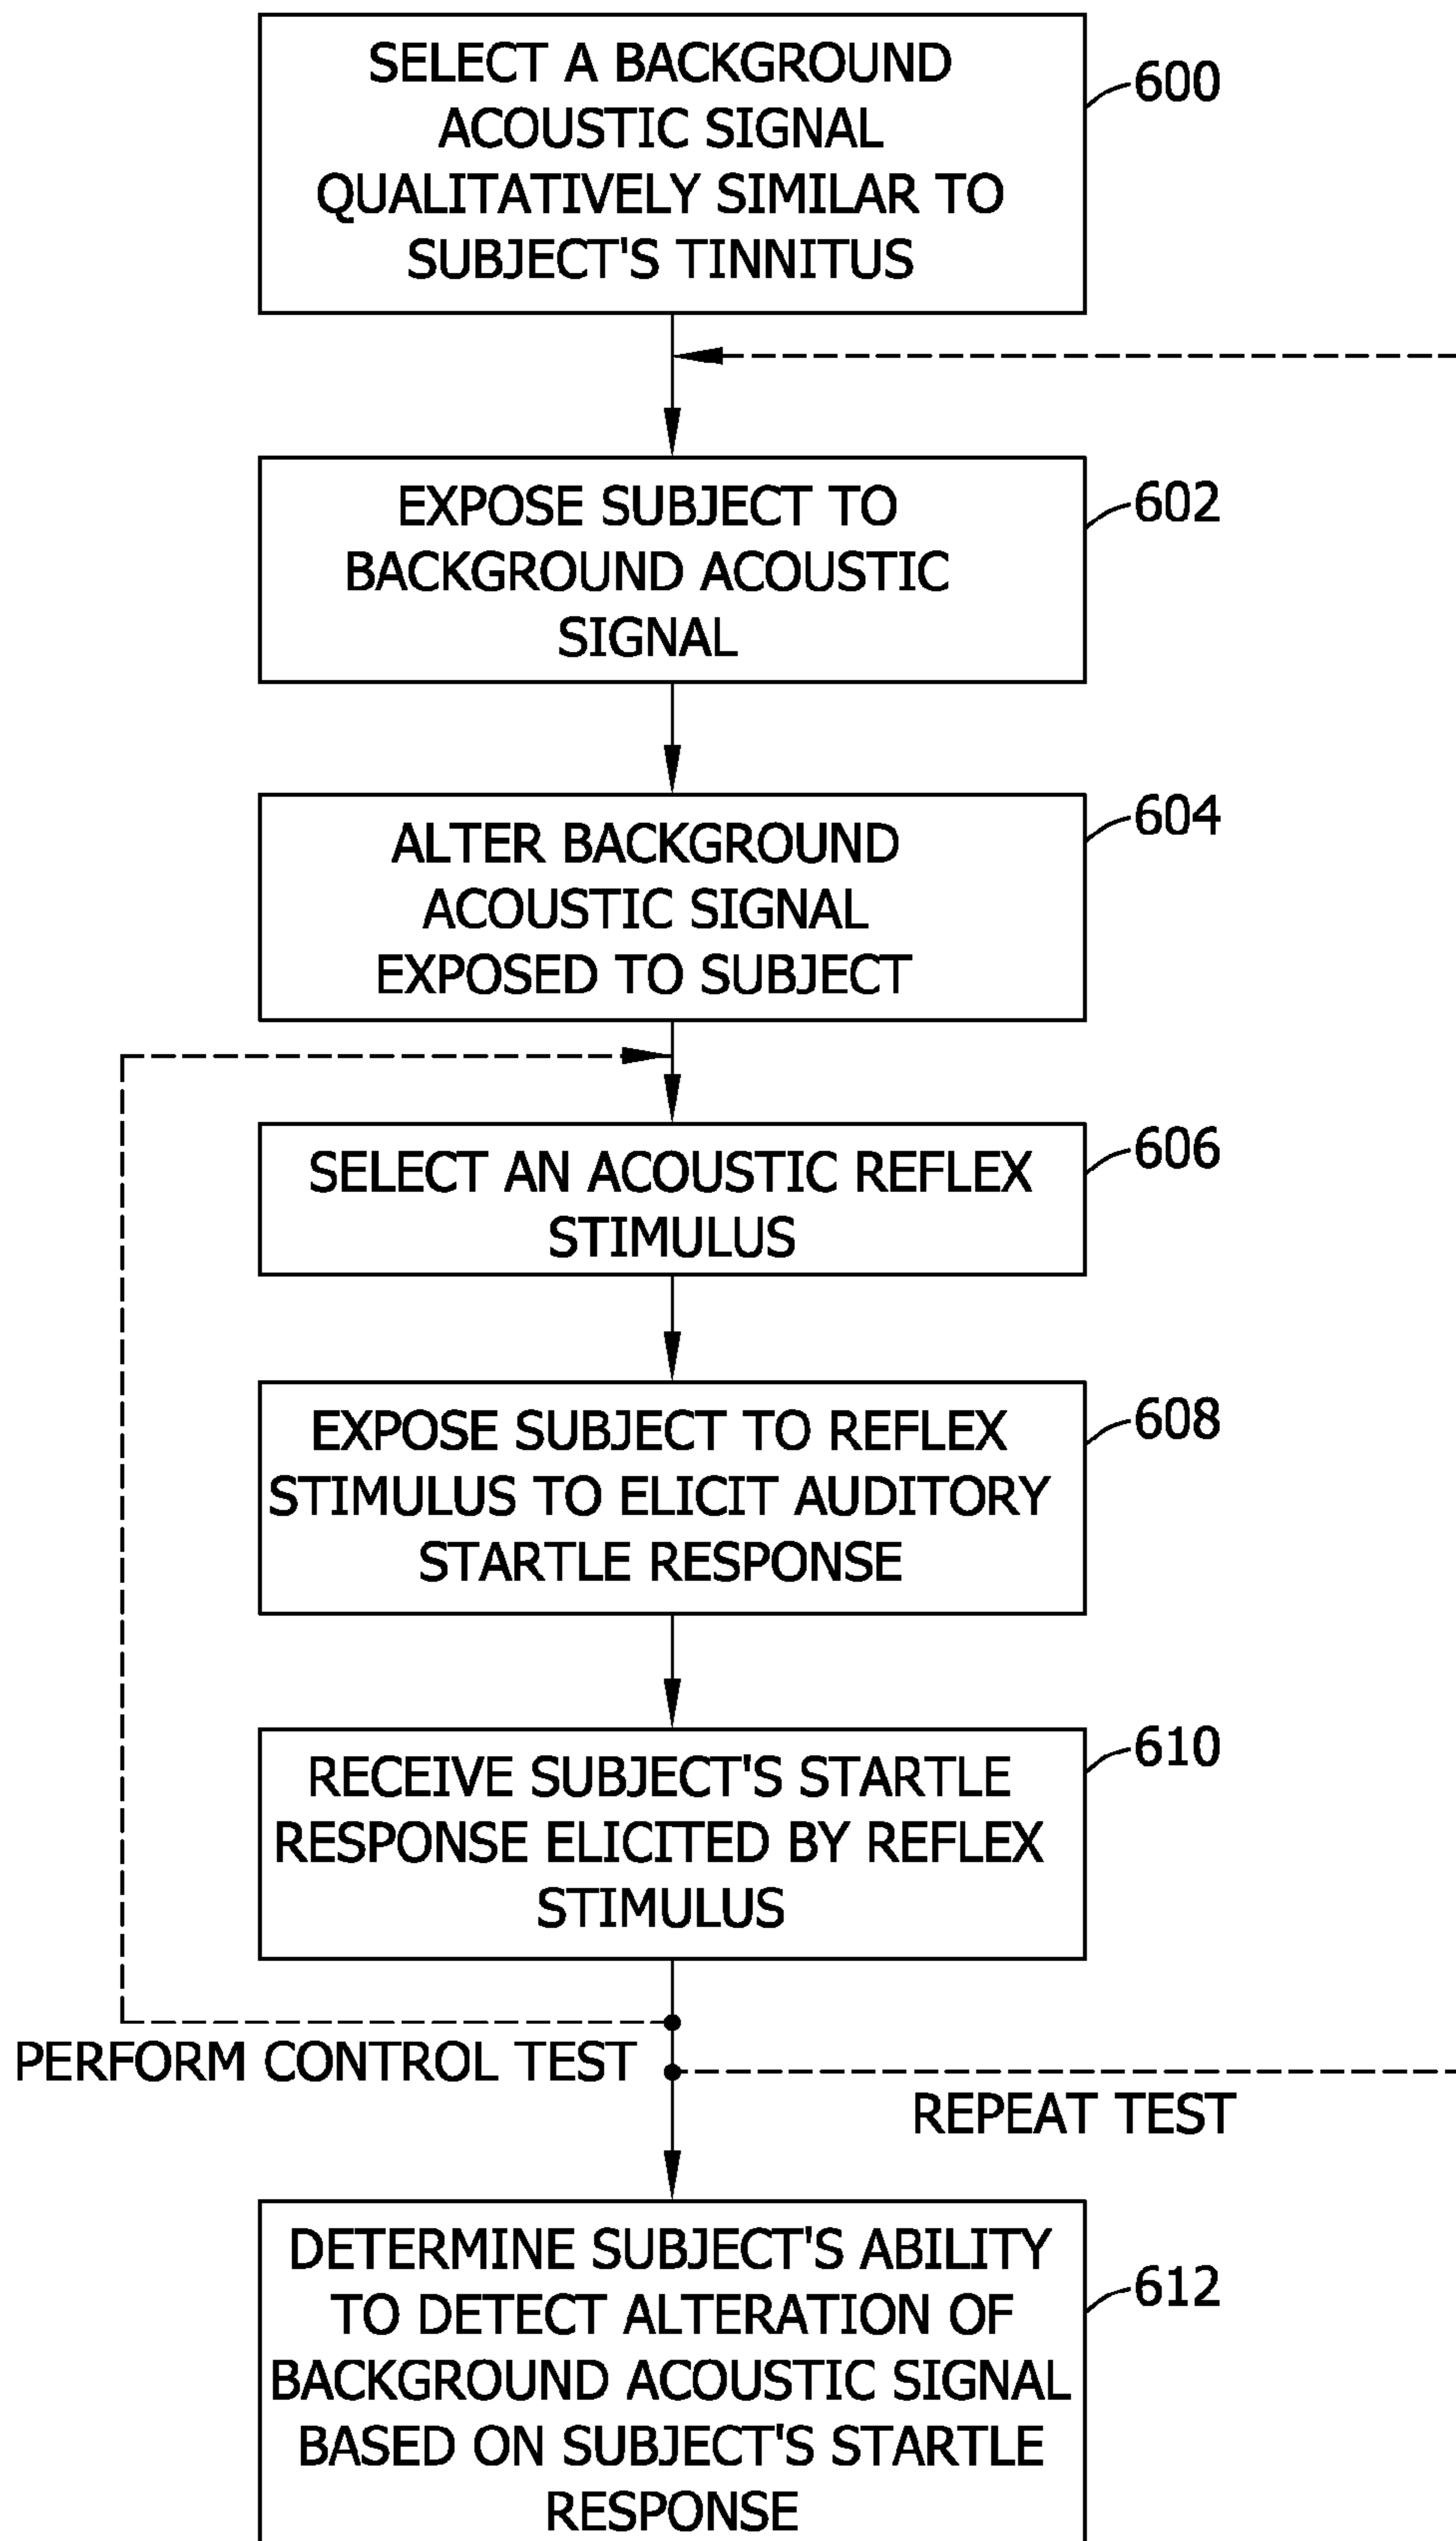 SELECT A BACKGROUND
ACOUSTIC SIGNAL
QUALITATIVELY SIMILAR TO
SUBJECT'S TINNITUS
600
EXPOSE SUBJECT TO
BACKGROUND ACOUSTIC
SIGNAL
602
ALTER BACKGROUND
ACOUSTIC SIGNAL
EXPOSED TO SUBJECT
604
SELECT AN ACOUSTIC REFLEX
STIMULUS
606
EXPOSE SUBJECT TO REFLEX
STIMULUS TO ELICIT AUDITORY
STARTLE RESPONSE
608
RECEIVE SUBJECT'S STARTLE
RESPONSE ELICITED BY REFLEX
STIMULUS
610
PERFORM CONTROL TEST
REPEAT TEST
DETERMINE SUBJECT'S ABILITY
TO DETECT ALTERATION OF
BACKGROUND ACOUSTIC SIGNAL
BASED ON SUBJECT'S STARTLE
RESPONSE
612